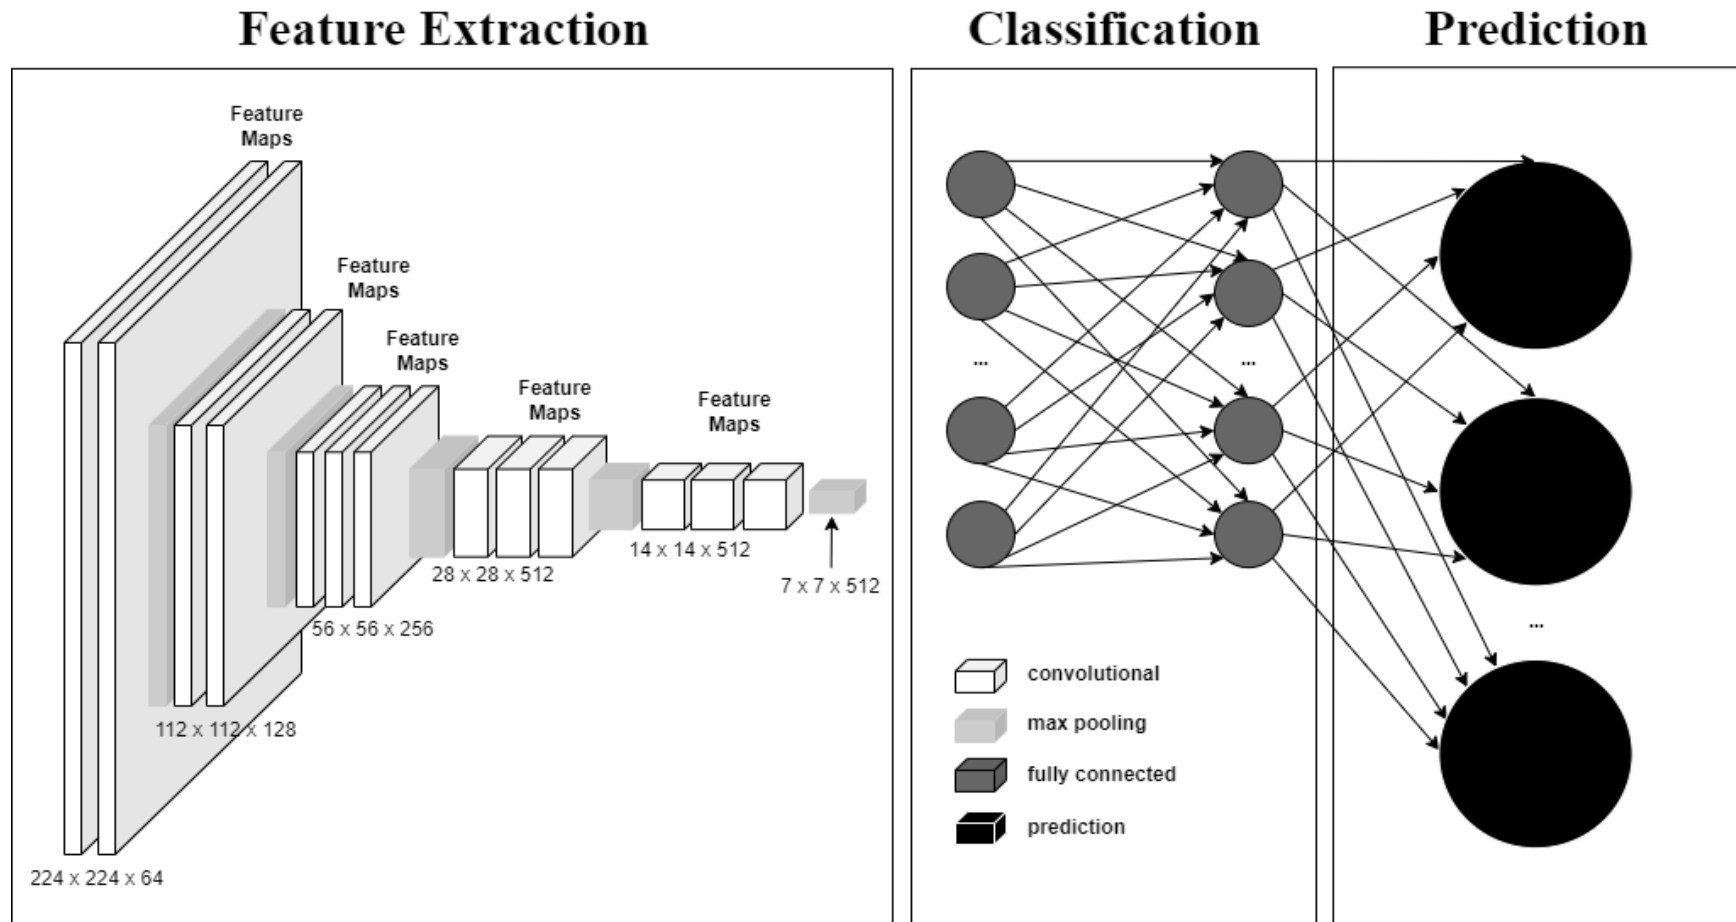 Feature Extraction
Classification
Prediction
Feature
Maps
Feature
Maps
Feature
Maps
Feature
Maps
Feature
Maps
224 x 224 x 64
112 x 112 x 128
56 x 56 x 256
28 x 28 x 512
14 x 14 x 512
7 x 7 x 512
...
...
convolutional
max pooling
fully connected
prediction
...